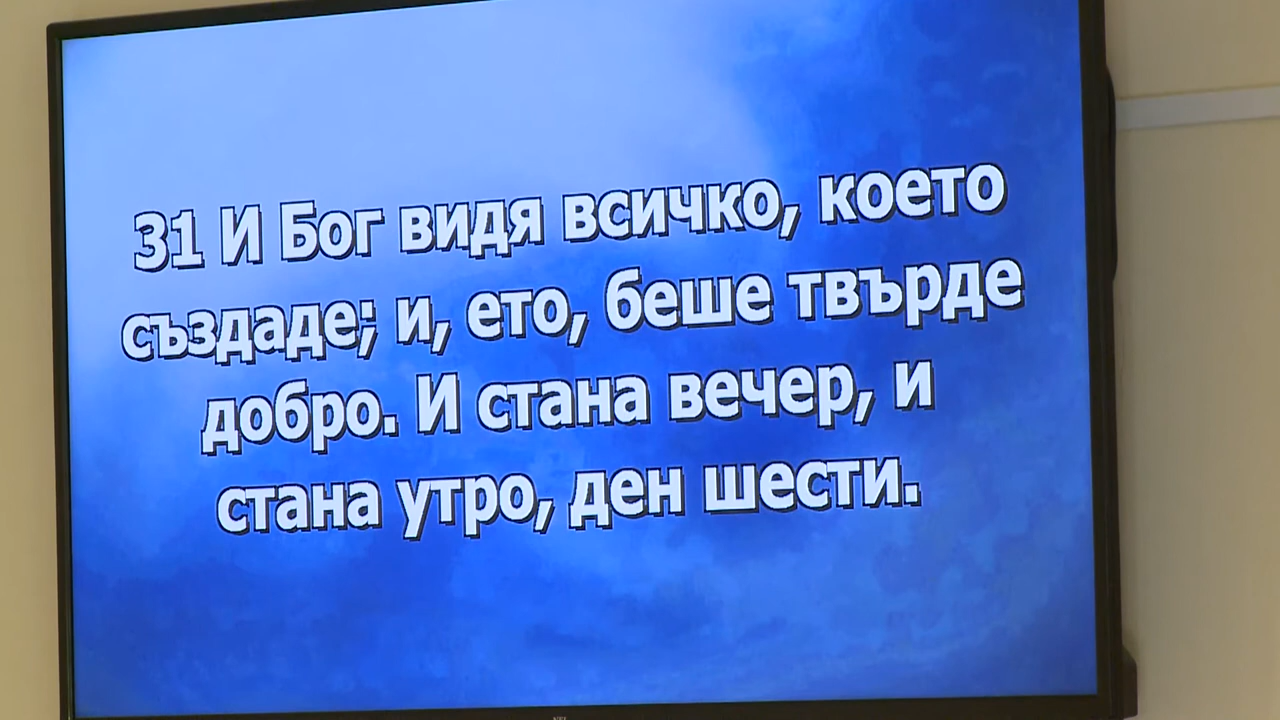 31 И Бог видя всичко, което
създаде; и, ето, беше твърде
добро. И стана вечер, и
стана утро, ден шести.